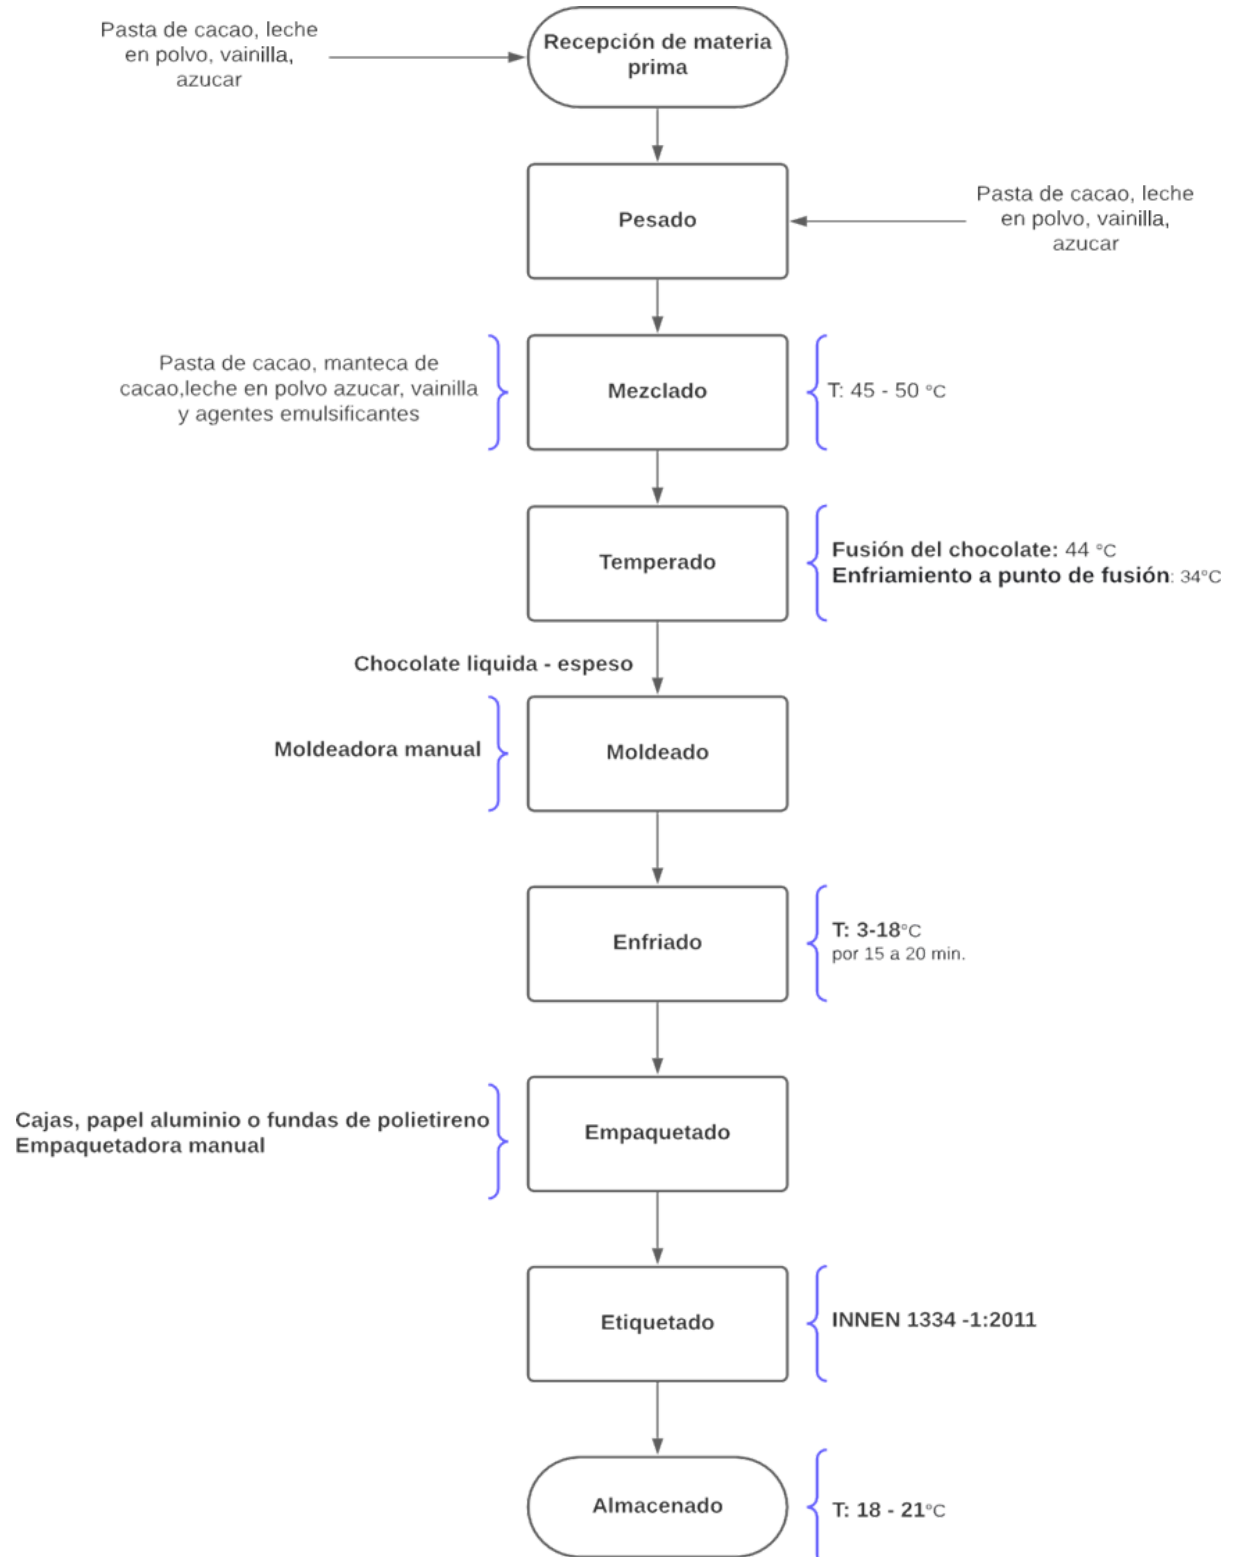 Pasta de cacao, leche
en polvo, vainilla,
azucar
Recepción de materia
prima
Pesado
Pasta de cacao, leche
en polvo, vainilla,
azucar
Pasta de cacao, manteca de
cacao,leche en polvo azucar, vainilla
y agentes emulsificantes
Mezclado
T: 45 - 50 °C
Temperado
Fusión del chocolate: 44 °C
Enfriamiento a punto de fusión: 34°C
Chocolate liquida - espeso
Moldeadora manual
Moldeado
Enfriado
T: 3-18°C
por 15 a 20 min.
Cajas, papel aluminio o fundas de polietireno
Empaquetadora manual
Empaquetado
Etiquetado
INNEN 1334 -1:2011
Almacenado
T: 18 - 21°C